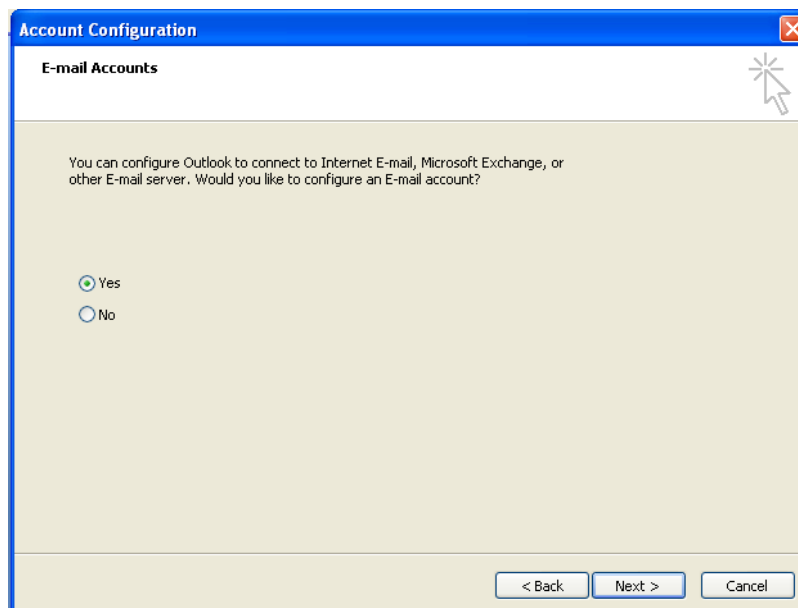 Account Configuration
E-mail Accounts
You can configure Outlook to connect to Internet E-mail, Microsoft Exchange, or
other E-mail server. Would you like to configure an E-mail account?
Yes
No
< Back Next > Cancel